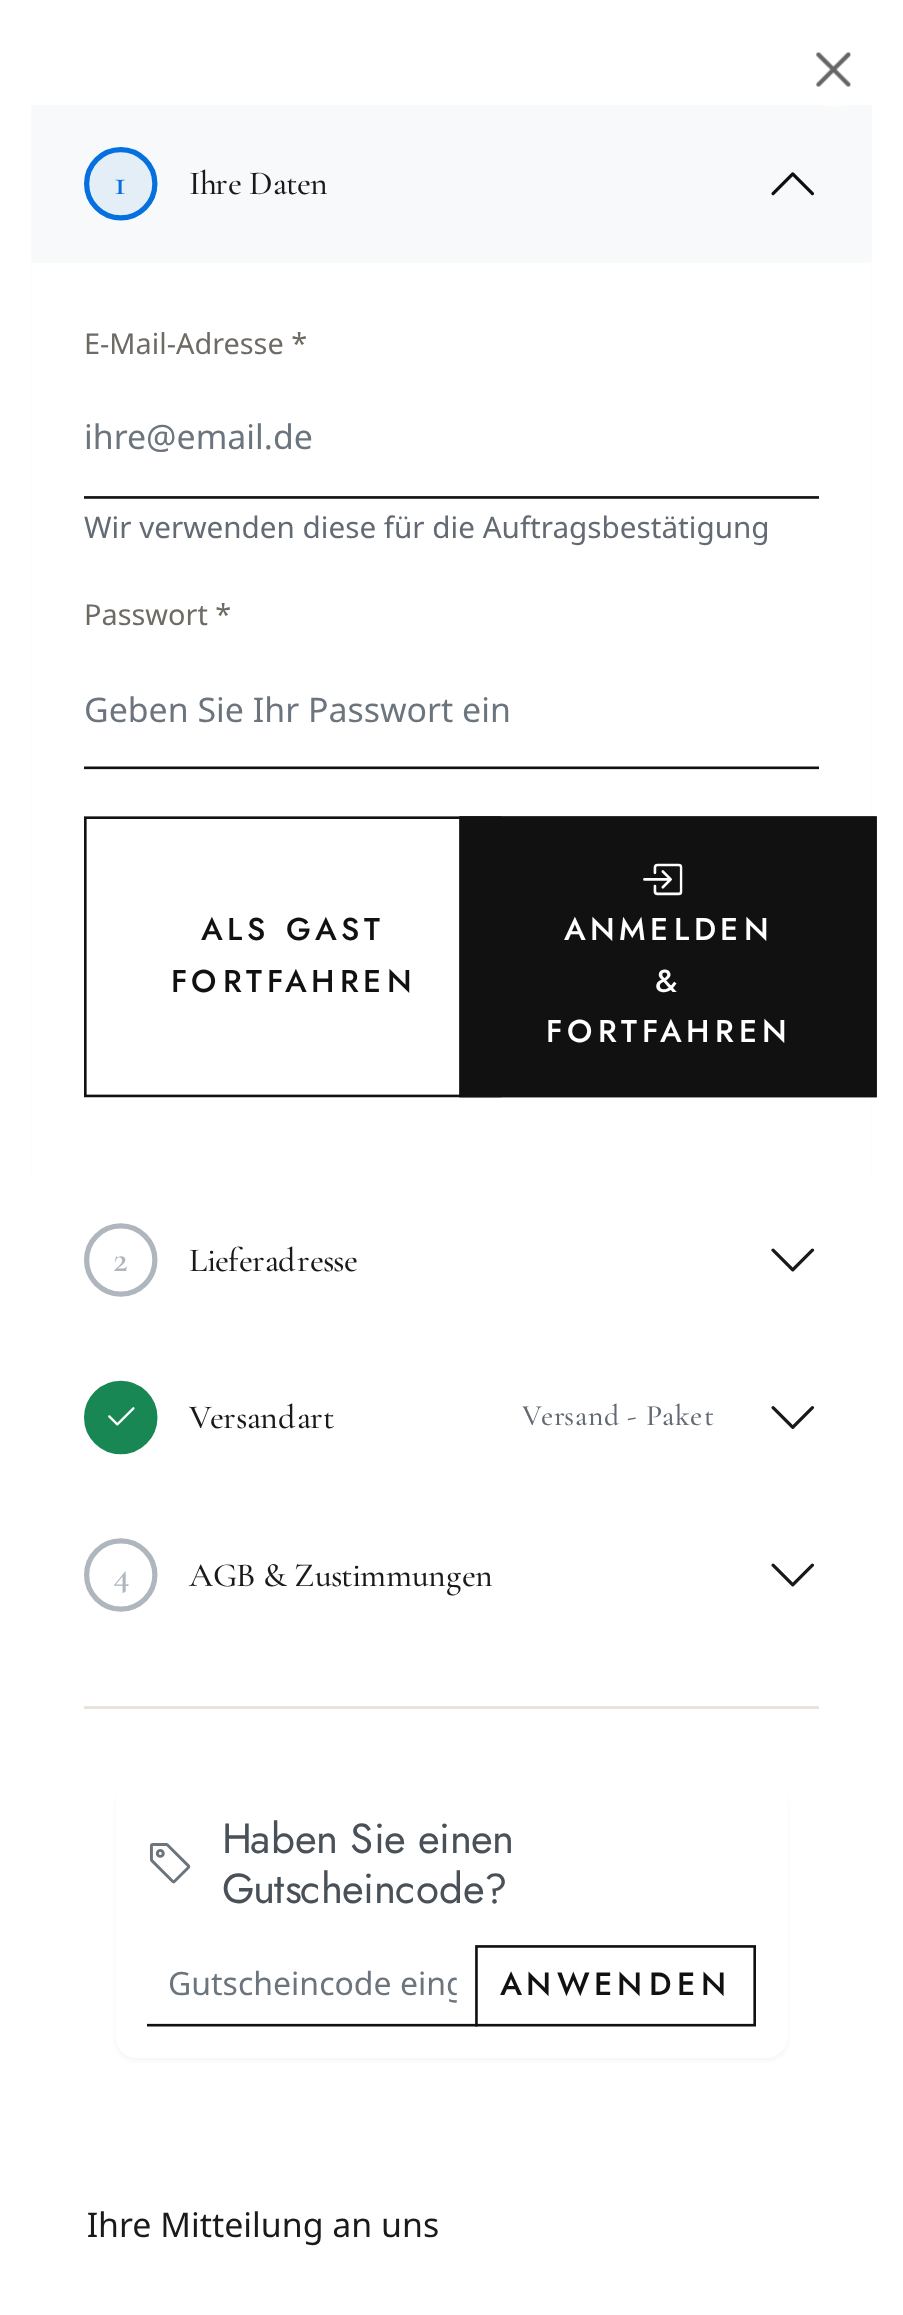 1 Ihre Daten
E-Mail-Adresse *
ihre@email.de
Wir verwenden diese für die Auftragsbestätigung
Passwort *
Geben Sie Ihr Passwort ein
ALS GAST
FORTFAHREN
ANMELDEN
&
FORTFAHREN
2 Lieferadresse
Versandart Versand - Paket
4 AGB & Zustimmungen
Haben Sie einen
Gutscheincode?
Gutscheincode eing ANWENDEN
Ihre Mitteilung an uns